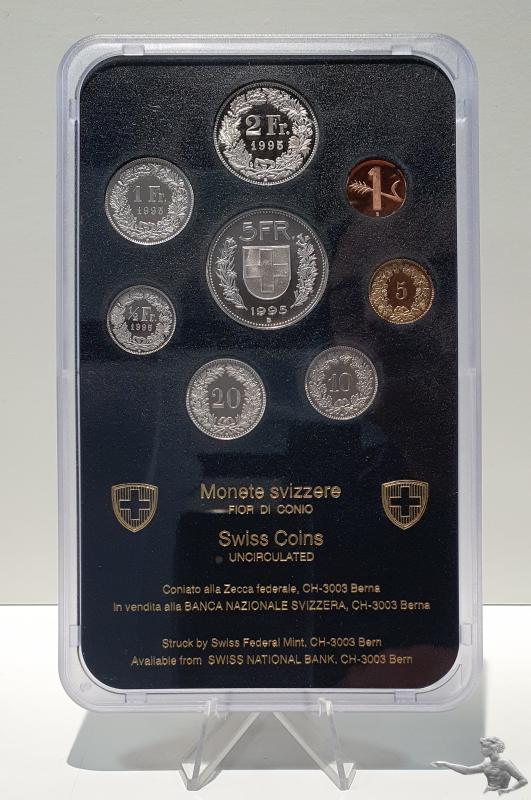 2 Fr.
1995
1 Fr.
1995
1
5 FR.
1995
B
5
½ Fr.
1995
20
10
Monete svizzere
FIOR DI CONIO
Swiss Coins
UNCIRCULATED
Coniato alla Zecca federale, CH-3003 Berna
In vendita alla BANCA NAZIONALE SVIZZERA, CH-3003 Berna
Struck by Swiss Federal Mint, CH-3003 Bern
Available from SWISS NATIONAL BANK, CH-3003 Bern